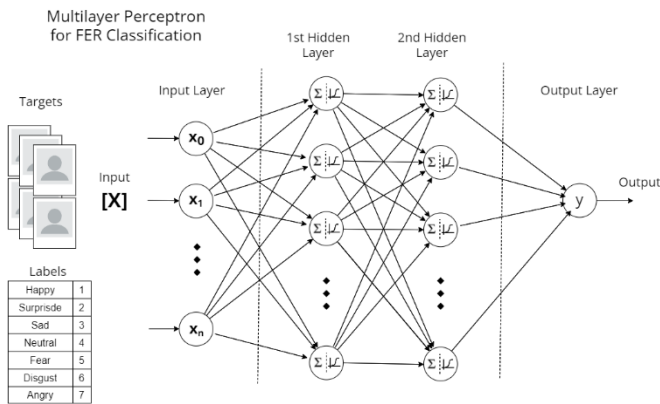 Multilayer Perceptron
for FER Classification
1st Hidden
Layer
2nd Hidden
Layer
Targets
Input Layer
Output Layer
Input
[X]
x0
x1
xn
Σ
Σ
Σ
Σ
Σ
Σ
Σ
Σ
y
Output
Labels
Happy 1
Surprisde 2
Sad 3
Neutral 4
Fear 5
Disgust 6
Angry 7